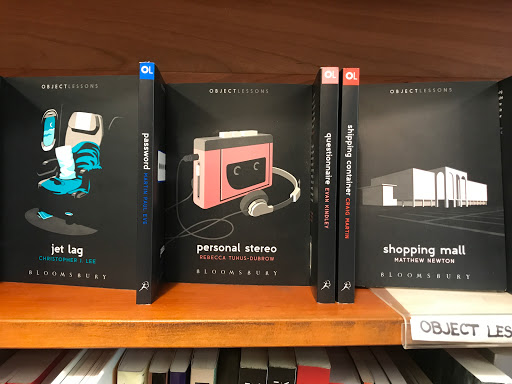 OBJECTLESSONS
jet lag
CHRISTOPHER J. LEE
BLOOMSBURY
OL
password
MARTIN PAUL EVE
OBJECTLESSONS
personal stereo
REBECCA TUHUS-DUBROW
BLOOMSBURY
OL
questionnaire
EVAN KINDLEY
OL
shipping container
CRAIG MARTIN
OBJECTLESSONS
shopping mall
MATTHEW NEWTON
BLOOMSBURY
OBJECT LES